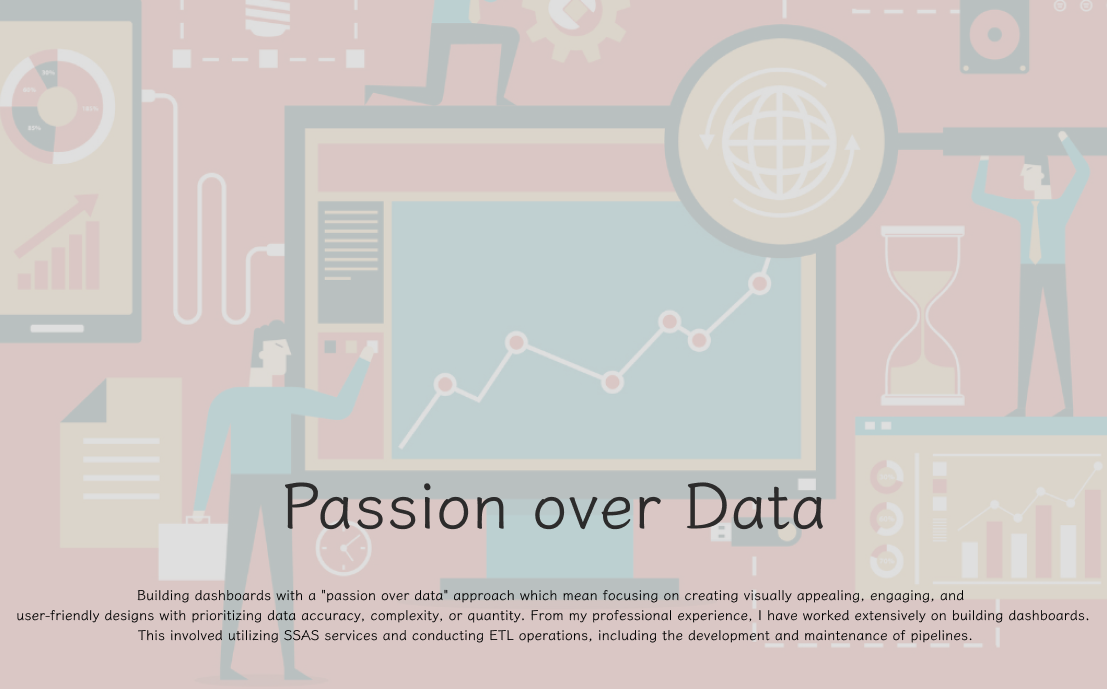 Passion over Data
Building dashboards with a "passion over data" approach which mean focusing on creating visually appealing, engaging, and
user-friendly designs with prioritizing data accuracy, complexity, or quantity. From my professional experience, I have worked extensively on building dashboards.
This involved utilizing SSAS services and conducting ETL operations, including the development and maintenance of pipelines.